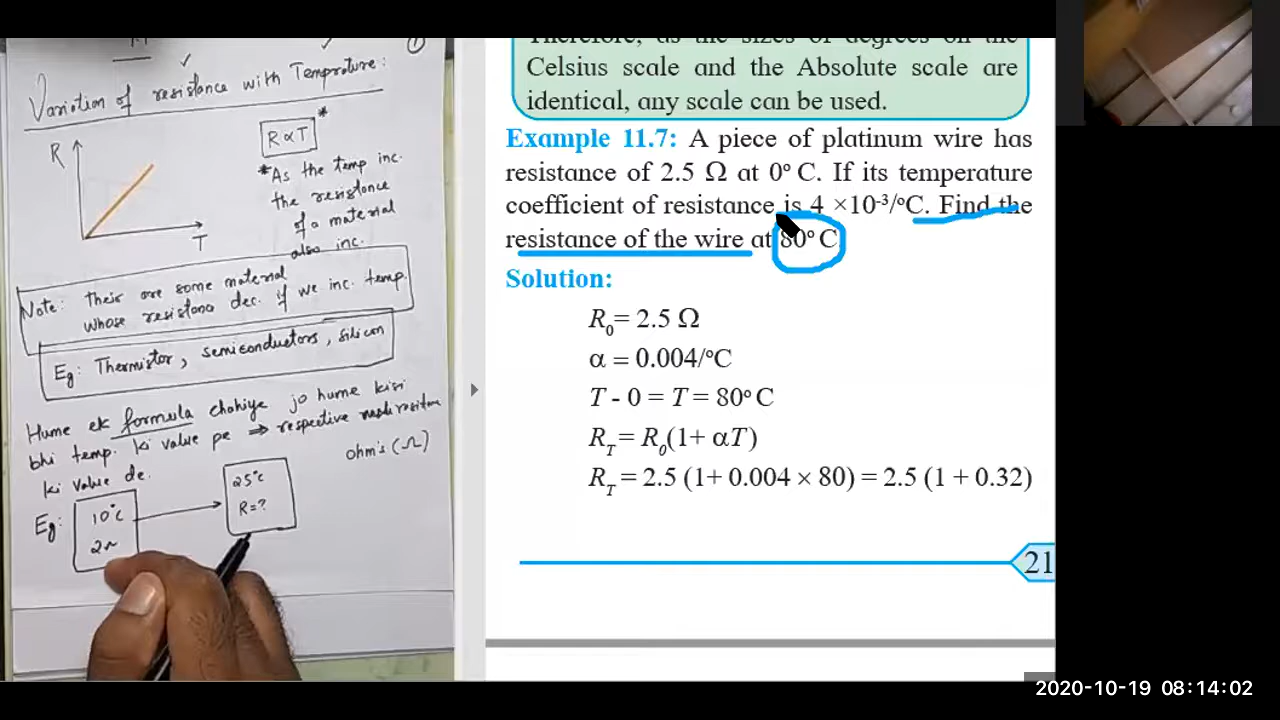 Variation of resistance with Temprature:
①
R
T
R ∝ T
*
*As the temp inc.
the resistance
of a material
also inc.
Note: Their are some material
whose resistance dec. if we inc. temp.
Eg: Thermistor, semiconductors, silicon
Hume ek formula chahiye jo hume kisi
bhi temp. ki value pe ⇒ respective
ki value de.
ohm's (Ω)
Eg:
10°C
2Ω
25°C
R=?
Celsius scale and the Absolute scale are
identical, any scale can be used.
Example 11.7: A piece of platinum wire has
resistance of 2.5 Ω at 0° C. If its temperature
coefficient of resistance is 4 ×10⁻³/°C. Find the
resistance of the wire at 80° C
Solution:
R₀= 2.5 Ω
α = 0.004/°C
T - 0 = T = 80° C
R_T = R₀(1+ αT)
R_T = 2.5 (1+ 0.004 × 80) = 2.5 (1 + 0.32)
21
2020-10-19 08:14:02